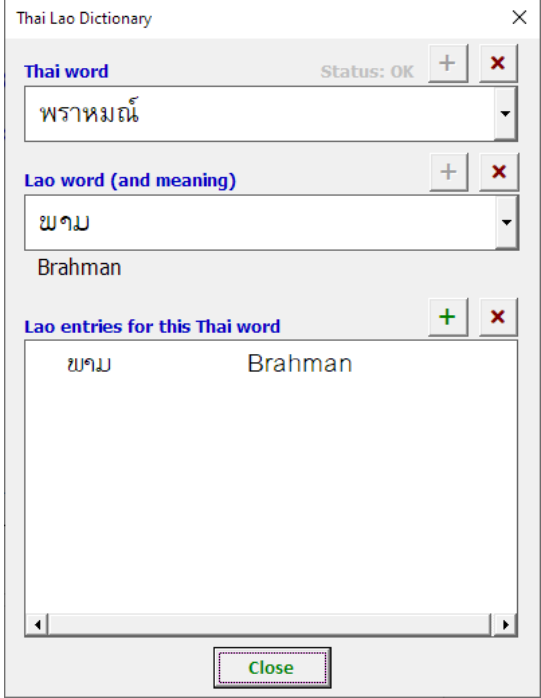 Thai Lao Dictionary
Thai word Status: OK
พราหมณ์
Lao word (and meaning)
ພາມ
Brahman
Lao entries for this Thai word
ພາມ Brahman
Close